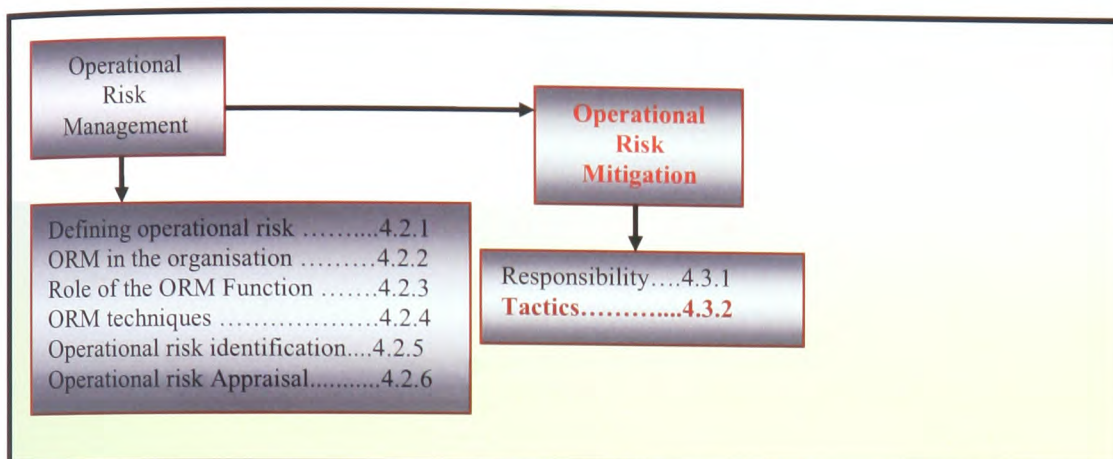 Operational
Risk
Management
Operational
Risk
Mitigation
Defining operational risk ............4.2.1
ORM in the organisation .........4.2.2
Role of the ORM Function .......4.2.3
ORM techniques ....................4.2.4
Operational risk identification....4.2.5
Operational risk Appraisal...........4.2.6
Responsibility....4.3.1
Tactics..............4.3.2